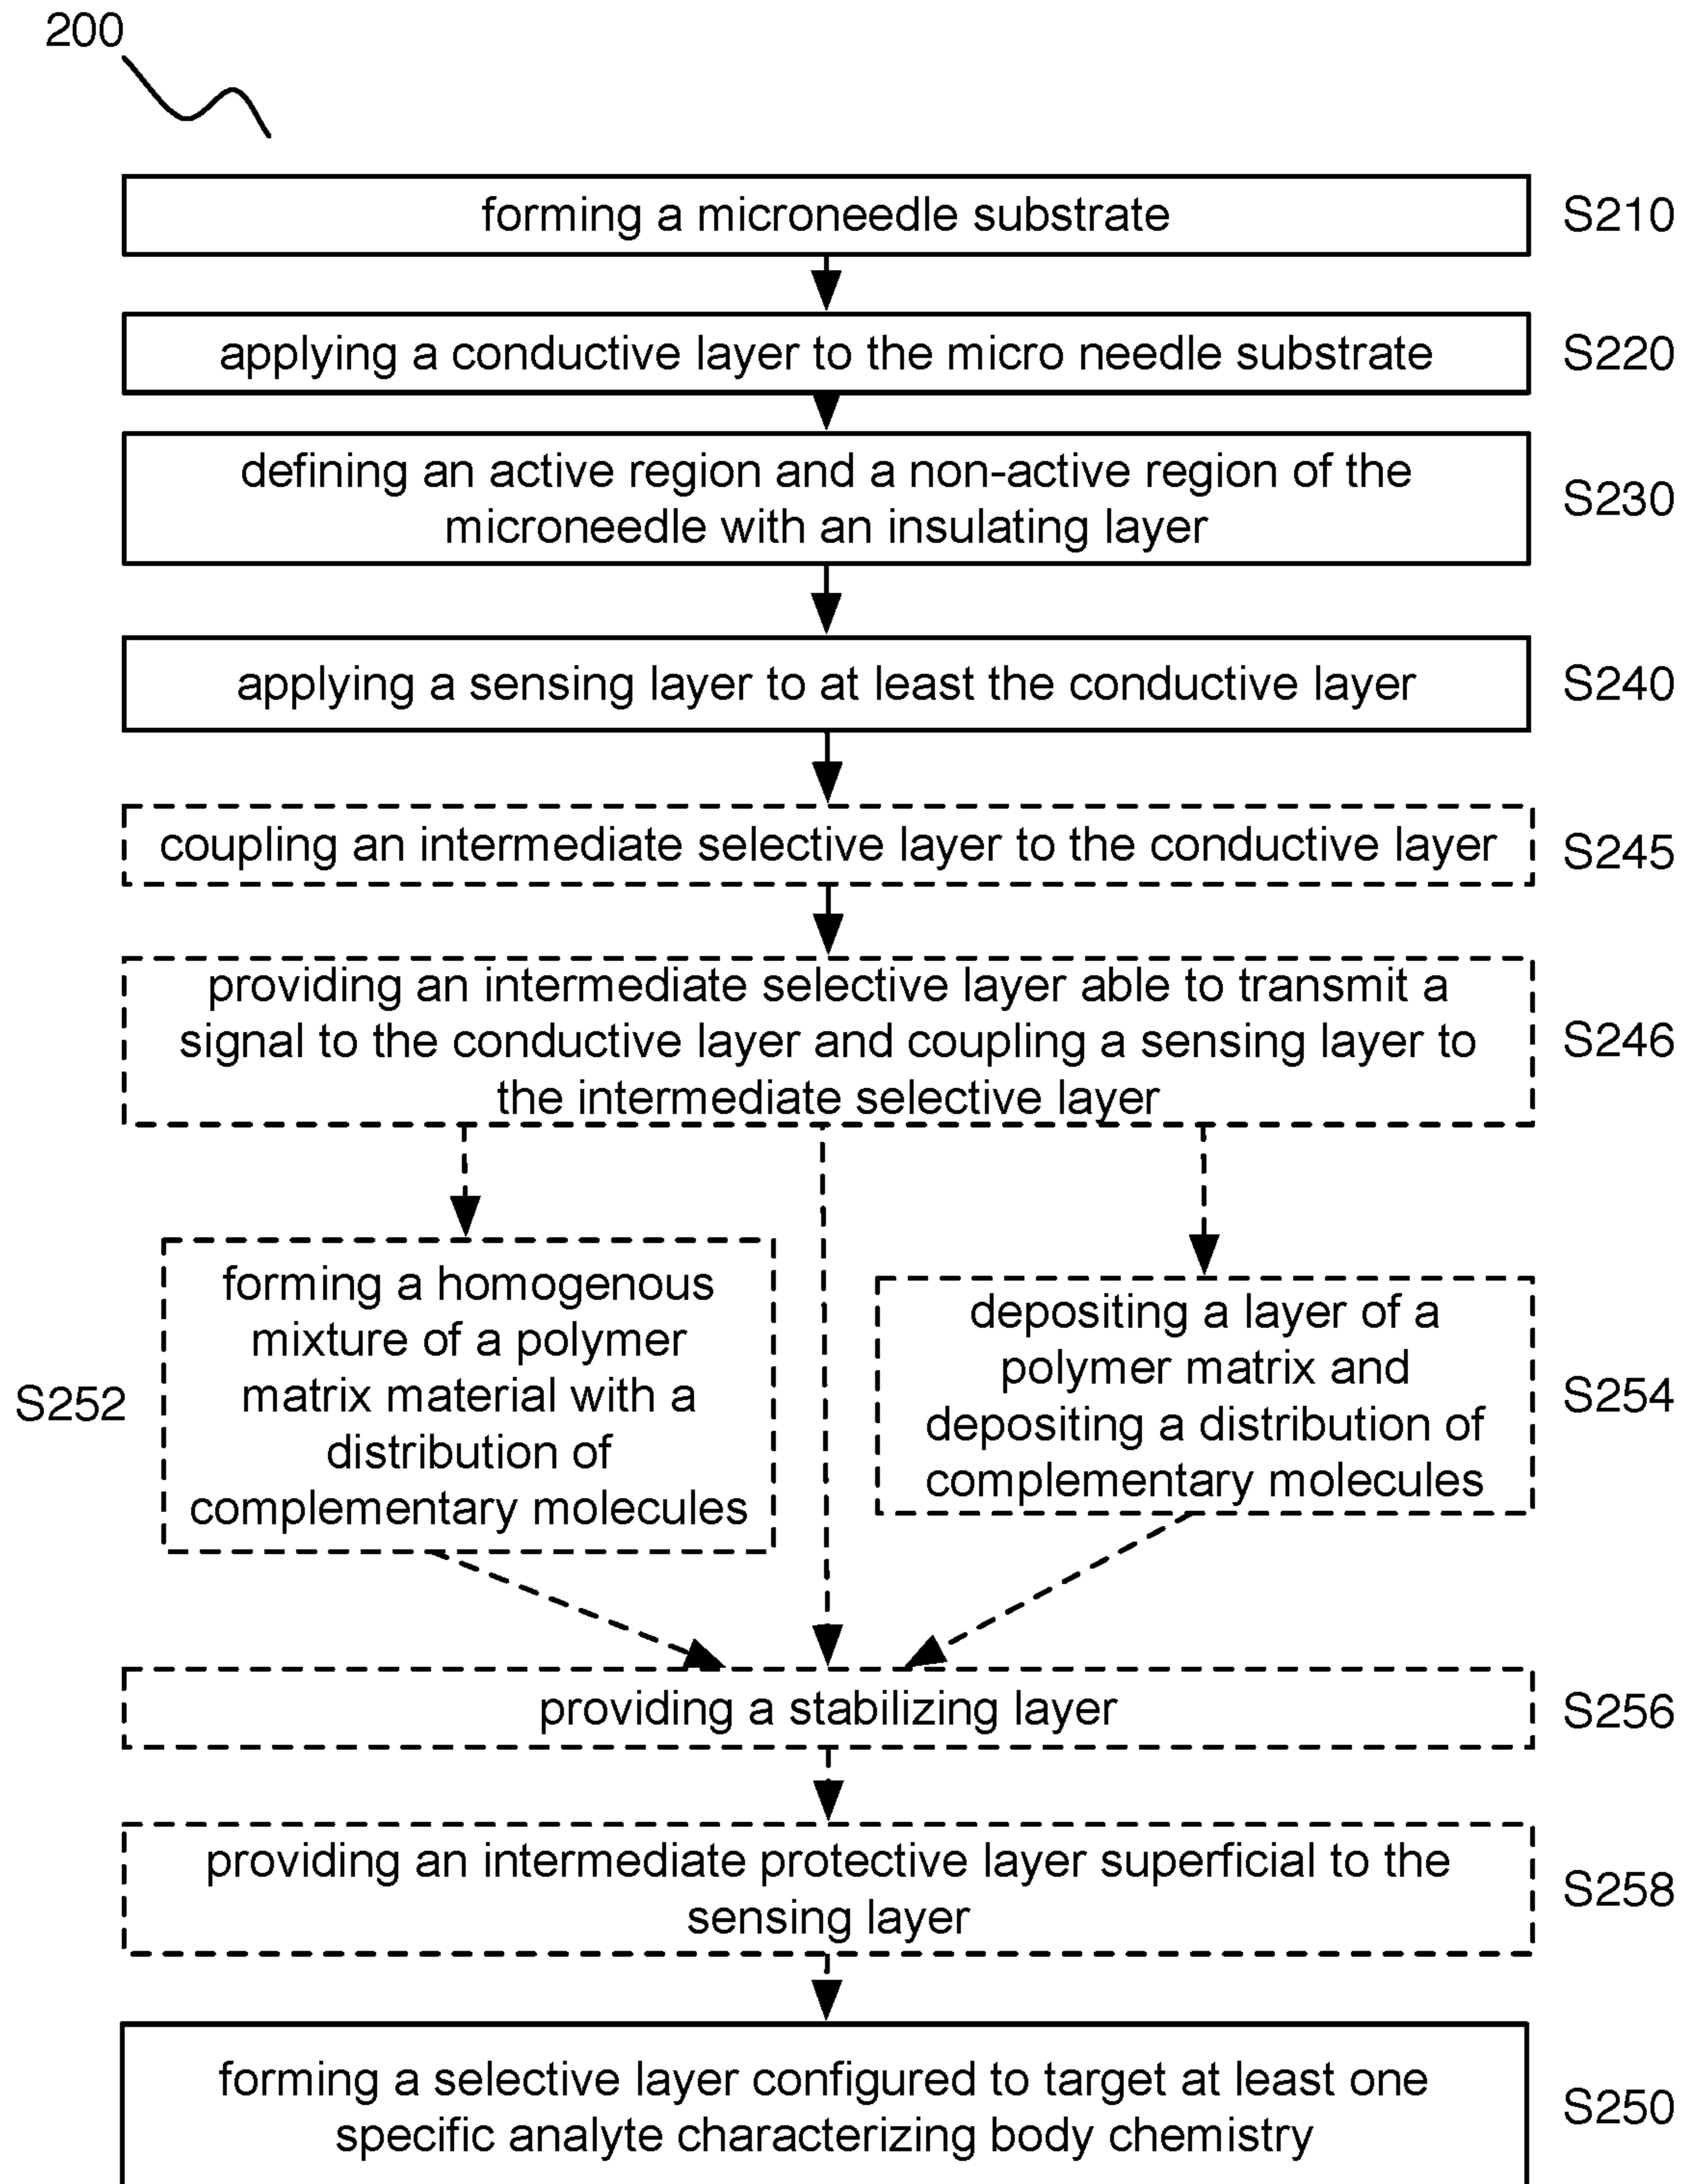 200
forming a microneedle substrate
S210
applying a conductive layer to the micro needle substrate
S220
defining an active region and a non-active region of the
microneedle with an insulating layer
S230
applying a sensing layer to at least the conductive layer
S240
coupling an intermediate selective layer to the conductive layer
S245
providing an intermediate selective layer able to transmit a
signal to the conductive layer and coupling a sensing layer to
the intermediate selective layer
S246
S252
forming a homogenous
mixture of a polymer
matrix material with a
distribution of
complementary molecules
depositing a layer of a
polymer matrix and
depositing a distribution of
complementary molecules
S254
providing a stabilizing layer
S256
providing an intermediate protective layer superficial to the
sensing layer
S258
forming a selective layer configured to target at least one
specific analyte characterizing body chemistry
S250